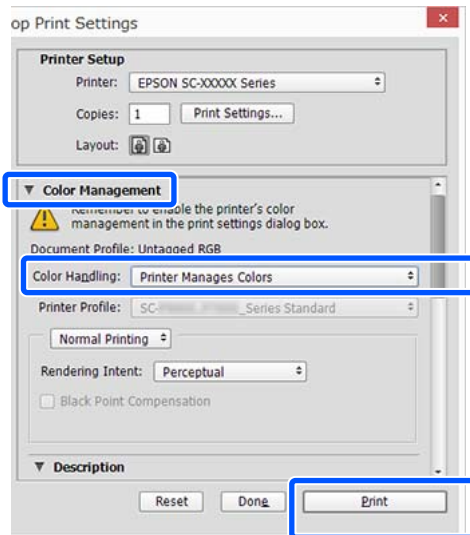 op Print Settings
Printer Setup
Printer: EPSON SC-XXXXX Series
Copies: 1 Print Settings...
Layout:
Color Management
Remember to enable the printer's color
management in the print settings dialog box.
Document Profile: Untagged RGB
Color Handling: Printer Manages Colors
Printer Profile: SC- _Series Standard
Normal Printing
Rendering Intent: Perceptual
Black Point Compensation
Description
Reset Done Print